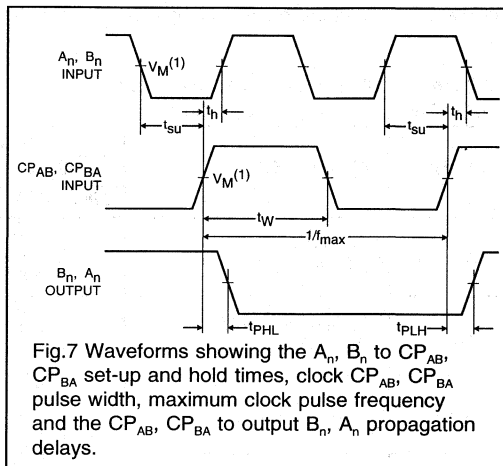 An, Bn
INPUT
VM(1)
th
tsu
tsu
th
CPAB, CPBA
INPUT
VM(1)
tW
1/fmax
Bn, An
OUTPUT
tPHL
tPLH
Fig.7 Waveforms showing the An, Bn to CPAB,
CPBA set-up and hold times, clock CPAB, CPBA
pulse width, maximum clock pulse frequency
and the CPAB, CPBA to output Bn, An propagation
delays.